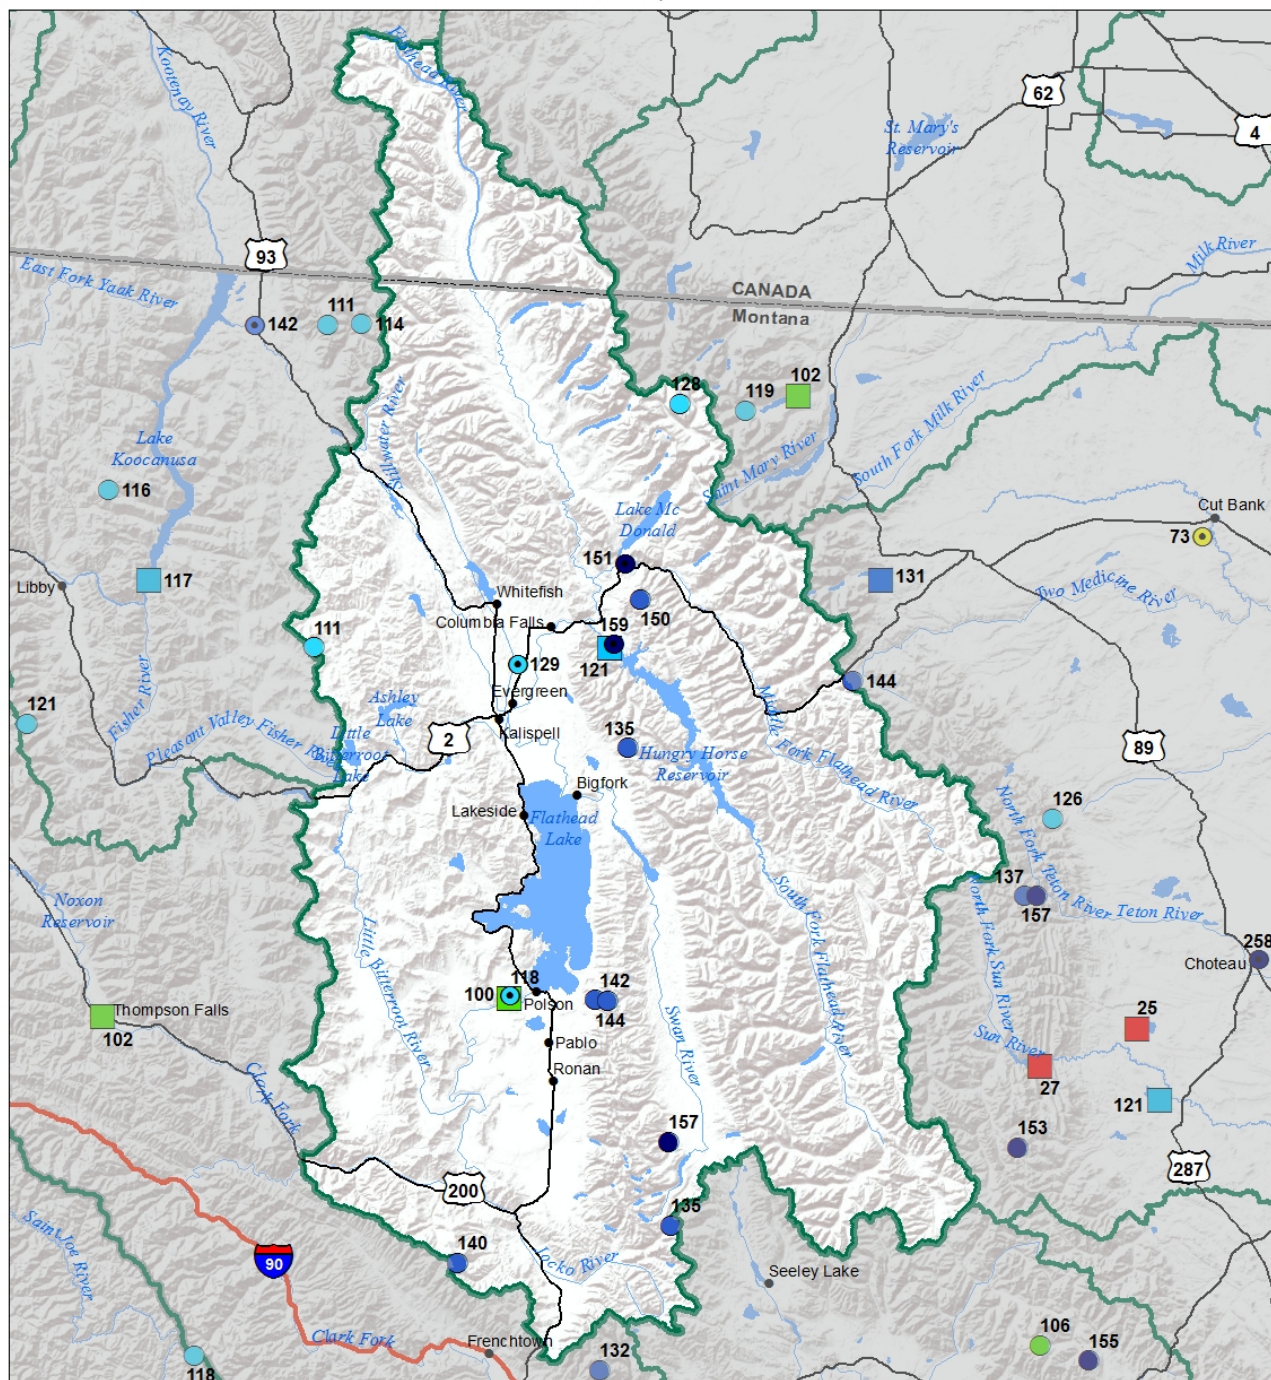 Flathead River
Kootenay River
62
4
St. Mary's
Reservoir
93
Milk River
East Fork Yaak River
CANADA
Montana
142
111
114
128
119
102
Stillwater River
South Fork Milk River
Saint Mary River
Lake
Koocanusa
116
Lake Mc
Donald
Cut Bank
73
151
131
Two Medicine River
Libby
117
Whitefish
150
Columbia Falls
159
121
111
129
Evergreen
Ashley
Lake
144
121
Fisher River
Pleasant Valley Fisher River
Little
Bitterroot
Lake
2
Kalispell
135
Hungry Horse
Reservoir
Middle Fork Flathead River
89
Bigfork
Lakeside
Flathead
Lake
126
North Fork Teton River
Teton River
137
157
Noxon
Reservoir
North Fork Sun River
South Fork Flathead River
258
Choteau
Little Bitterroot River
118
100
Polson
142
144
Thompson Falls
102
25
Sun River
27
Swan River
Pablo
Ronan
121
Clark Fork
157
153
287
200
135
Saint Joe River
140
Jocko River
90
Seeley Lake
Clark Fork
Frenchtown
106
155
132
118